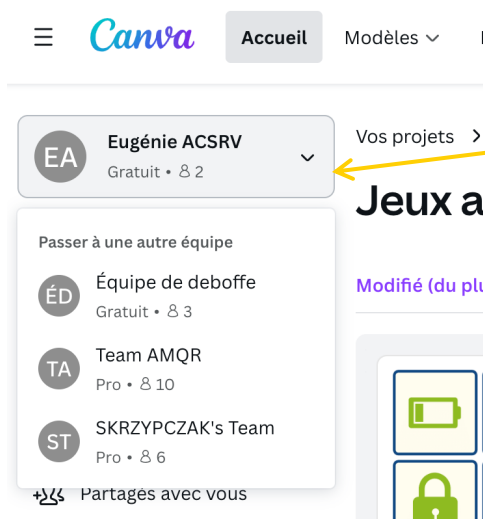 Canva
Accueil
Modèles
EA
Eugénie ACSRV
Gratuit • 2
Vos projets
Jeux a
Passer à une autre équipe
ÉD
Équipe de deboffe
Gratuit • 3
Modifié (du plu
TA
Team AMQR
Pro • 10
ST
SKRZYPCZAK's Team
Pro • 6
Partagés avec vous